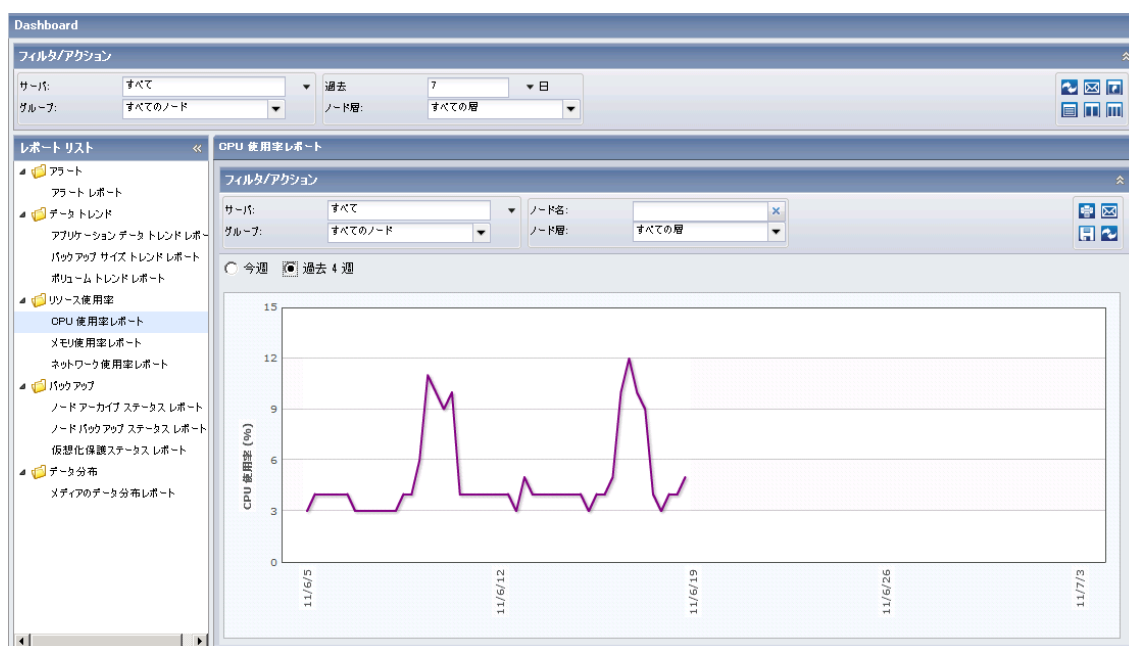 Dashboard
フィルタ/アクション
サーバ: すべて 過去 7 日
グループ: すべてのノード ノード層: すべての層
レポート リスト
アラート
アラート レポート
データ トレンド
アプリケーション データ トレンド レポー
バックアップ サイズ トレンド レポート
ボリューム トレンド レポート
リソース使用率
CPU 使用率レポート
メモリ使用率レポート
ネットワーク使用率レポート
バックアップ
ノード アーカイブ ステータス レポート
ノード バックアップ ステータス レポート
仮想化保護ステータス レポート
データ分布
メディアのデータ分布レポート
CPU 使用率レポート
フィルタ/アクション
サーバ: すべて ノード名:
グループ: すべてのノード ノード層: すべての層
今週 過去 4 週
CPU 使用率 (%)
15
12
9
6
3
0
11/6/5
11/6/12
11/6/19
11/6/26
11/7/3